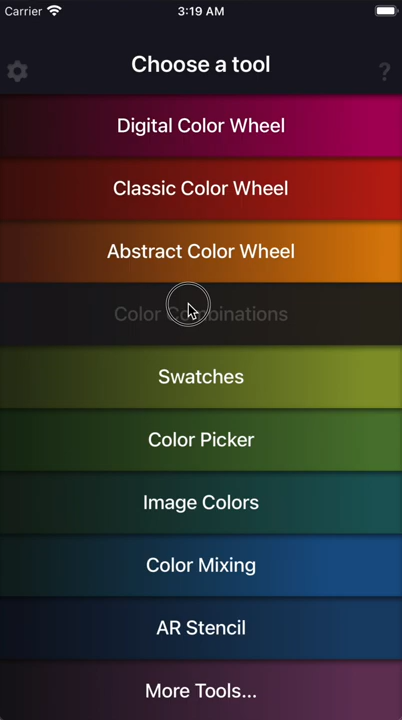 Carrier 3:19 AM
Choose a tool
?
Digital Color Wheel
Classic Color Wheel
Abstract Color Wheel
Color Combinations
Swatches
Color Picker
Image Colors
Color Mixing
AR Stencil
More Tools...